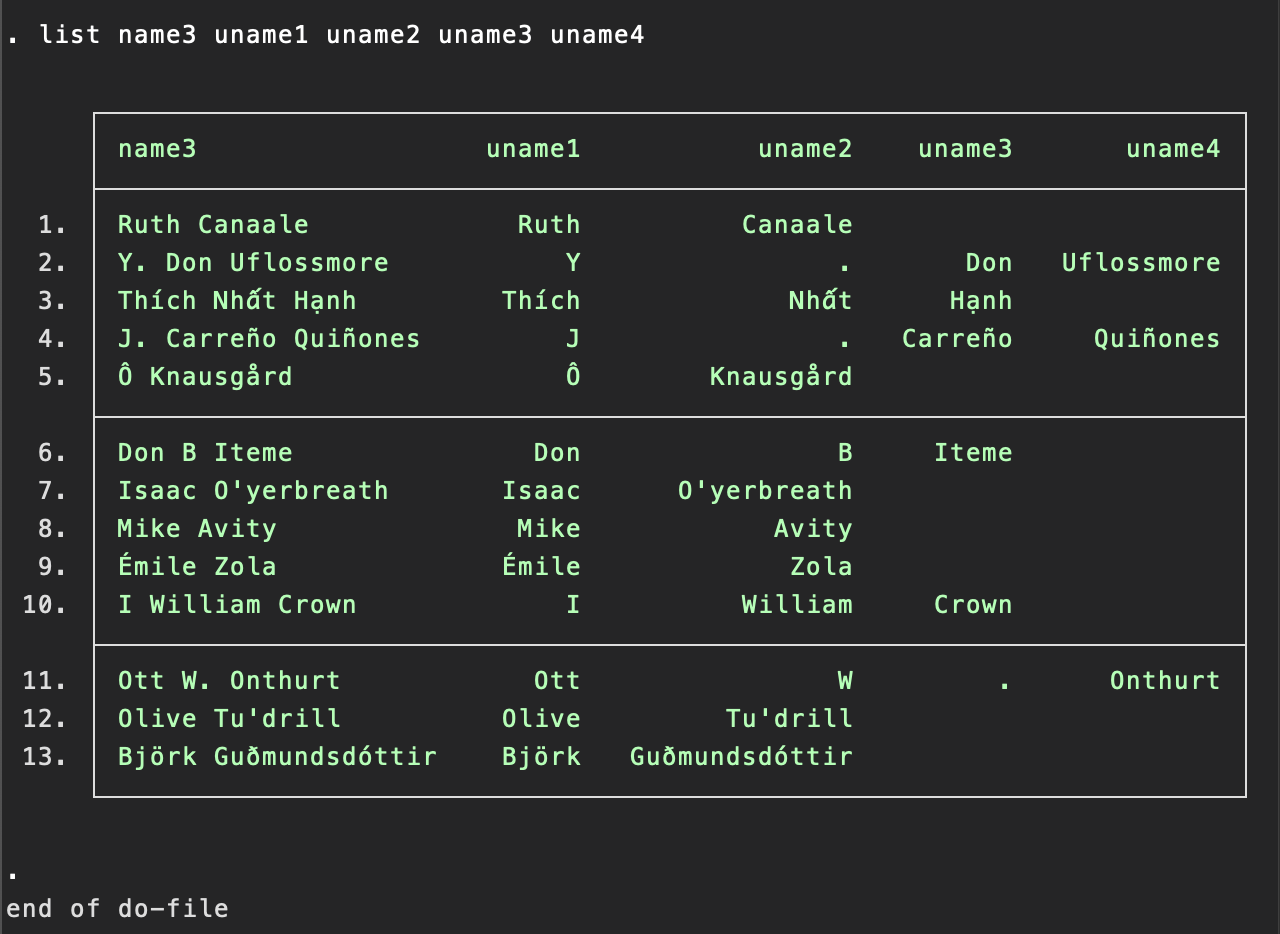 . list name3 uname1 uname2 uname3 uname4
name3 uname1 uname2 uname3 uname4
1. Ruth Canaale Ruth Canaale
2. Y. Don Uflossmore Y . Don Uflossmore
3. Thích Nhất Hạnh Thích Nhất Hạnh
4. J. Carreño Quiñones J . Carreño Quiñones
5. Ô Knausgård Ô Knausgård
6. Don B Iteme Don B Iteme
7. Isaac O'yerbreath Isaac O'yerbreath
8. Mike Avity Mike Avity
9. Émile Zola Émile Zola
10. I William Crown I William Crown
11. Ott W. Onthurt Ott W . Onthurt
12. Olive Tu'drill Olive Tu'drill
13. Björk Guðmundsdóttir Björk Guðmundsdóttir
.
end of do-file